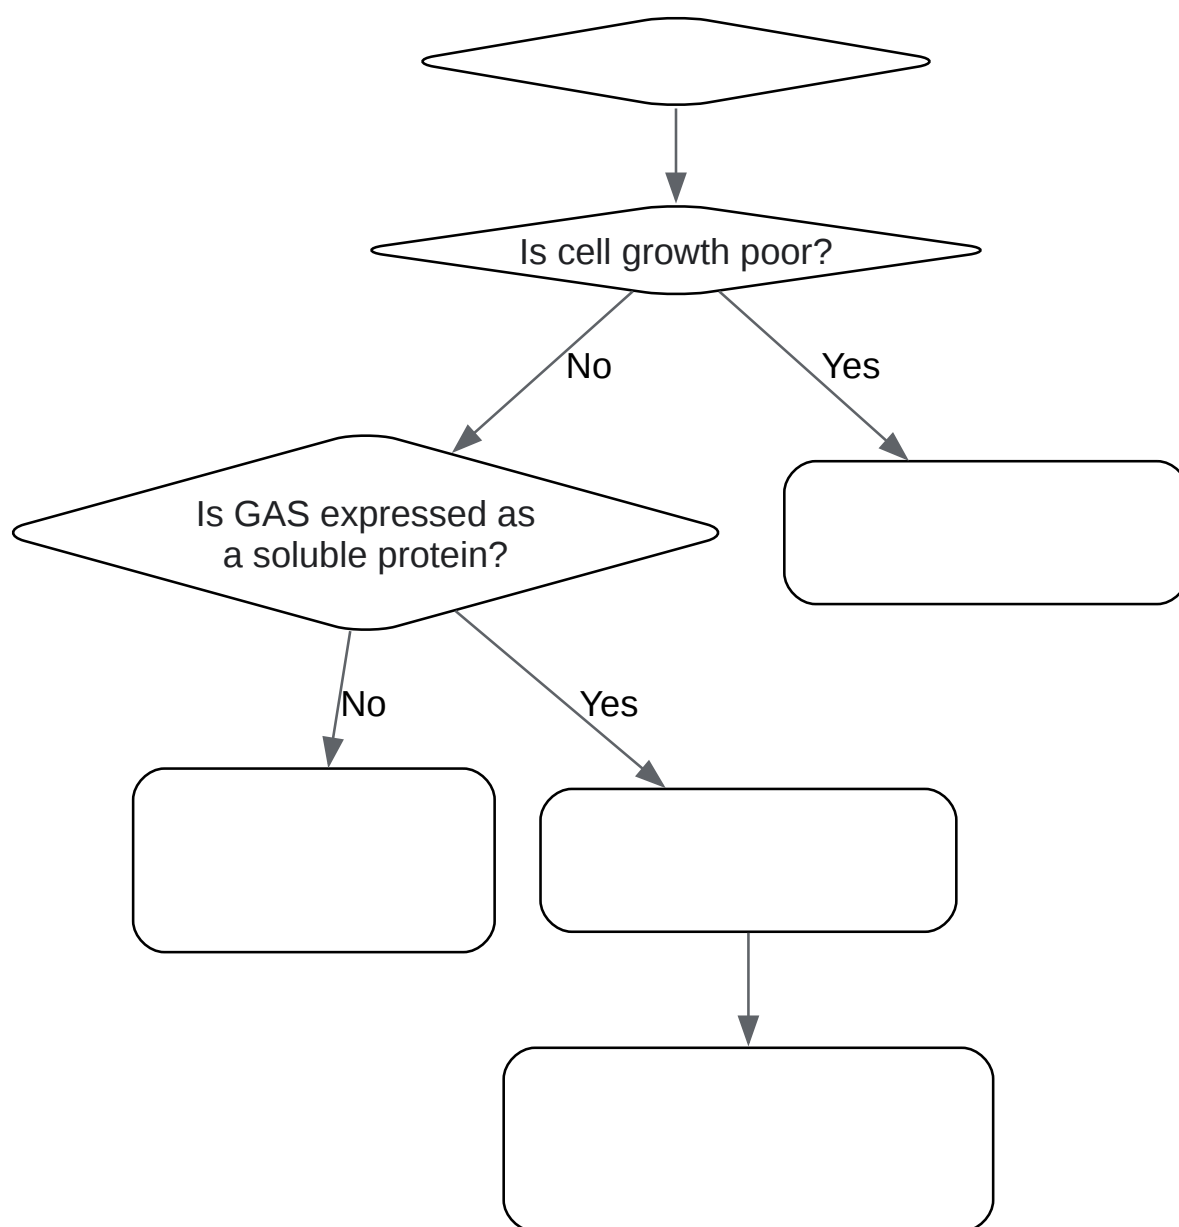 Is cell growth poor?
No
Yes
Is GAS expressed as
a soluble protein?
No
Yes